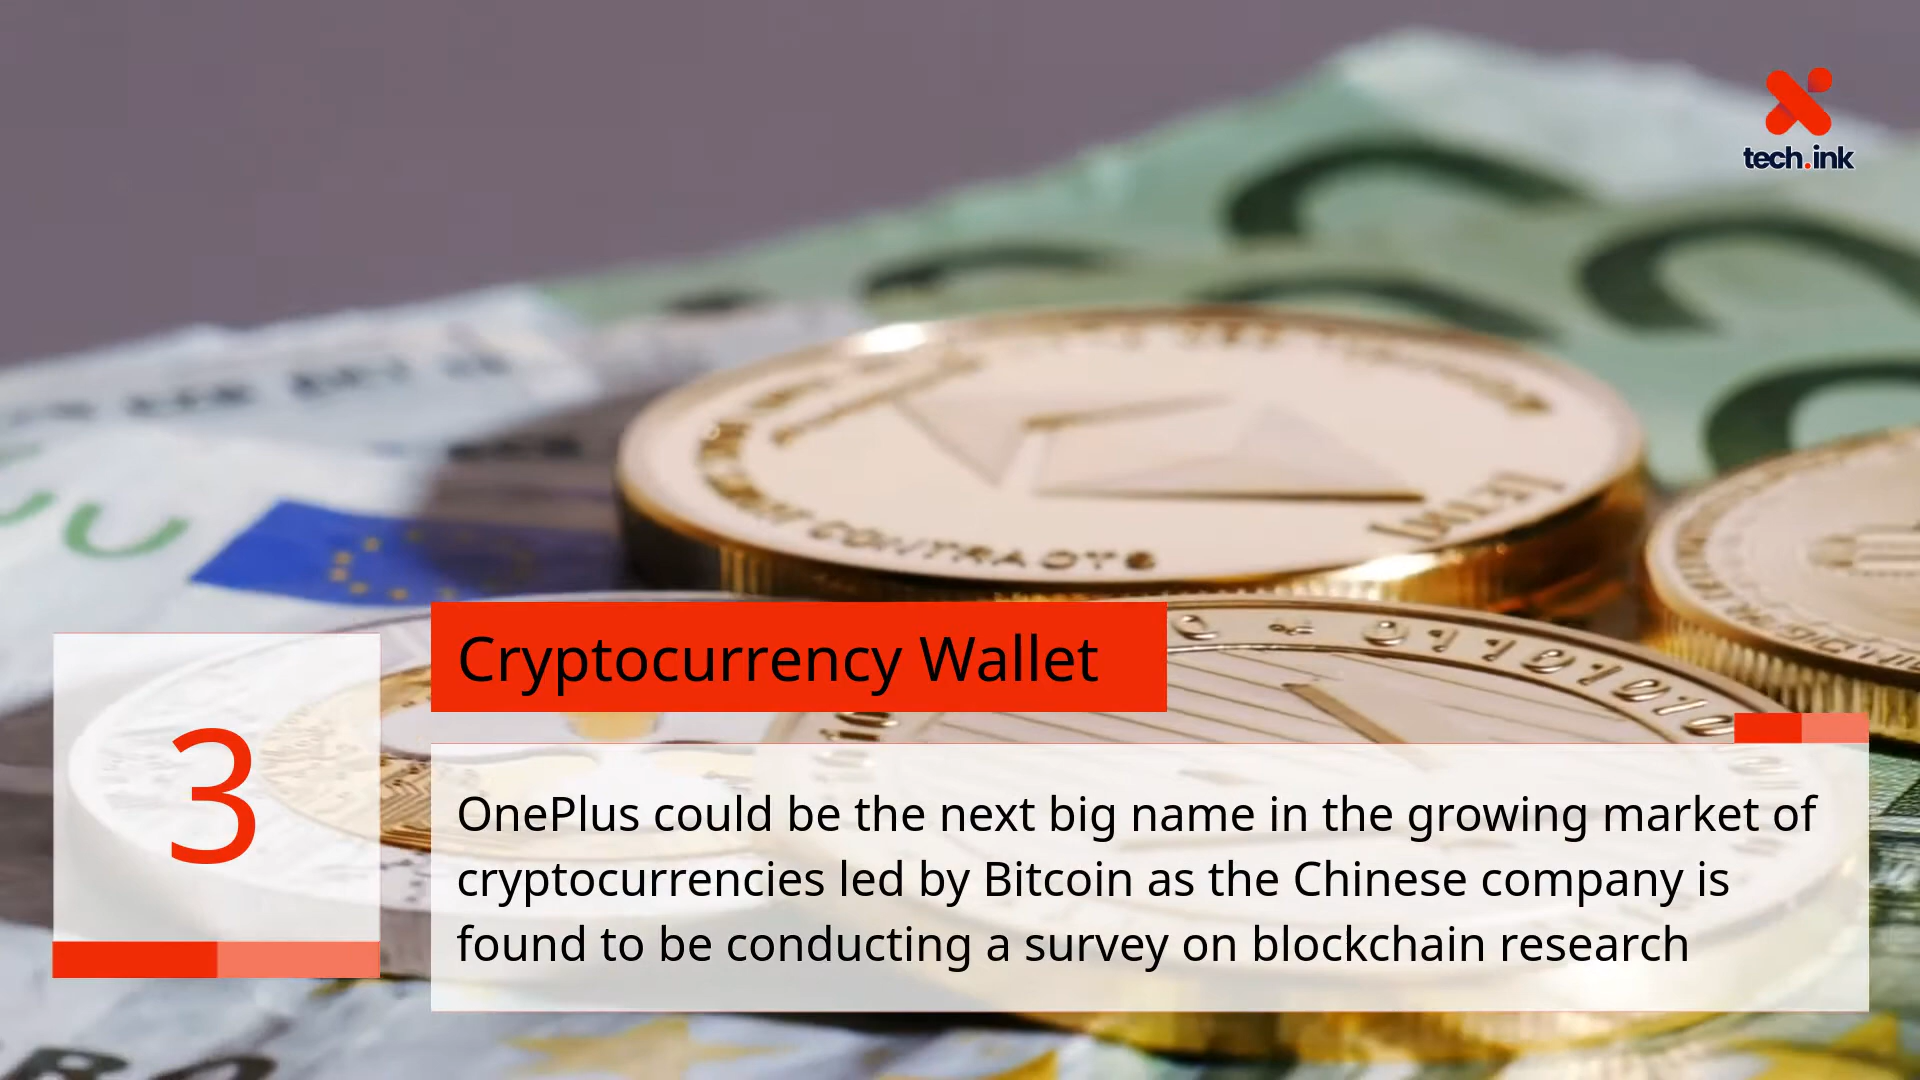 tech.ink
CONTRACTS
Cryptocurrency Wallet
3
OnePlus could be the next big name in the growing market of
cryptocurrencies led by Bitcoin as the Chinese company is
found to be conducting a survey on blockchain research